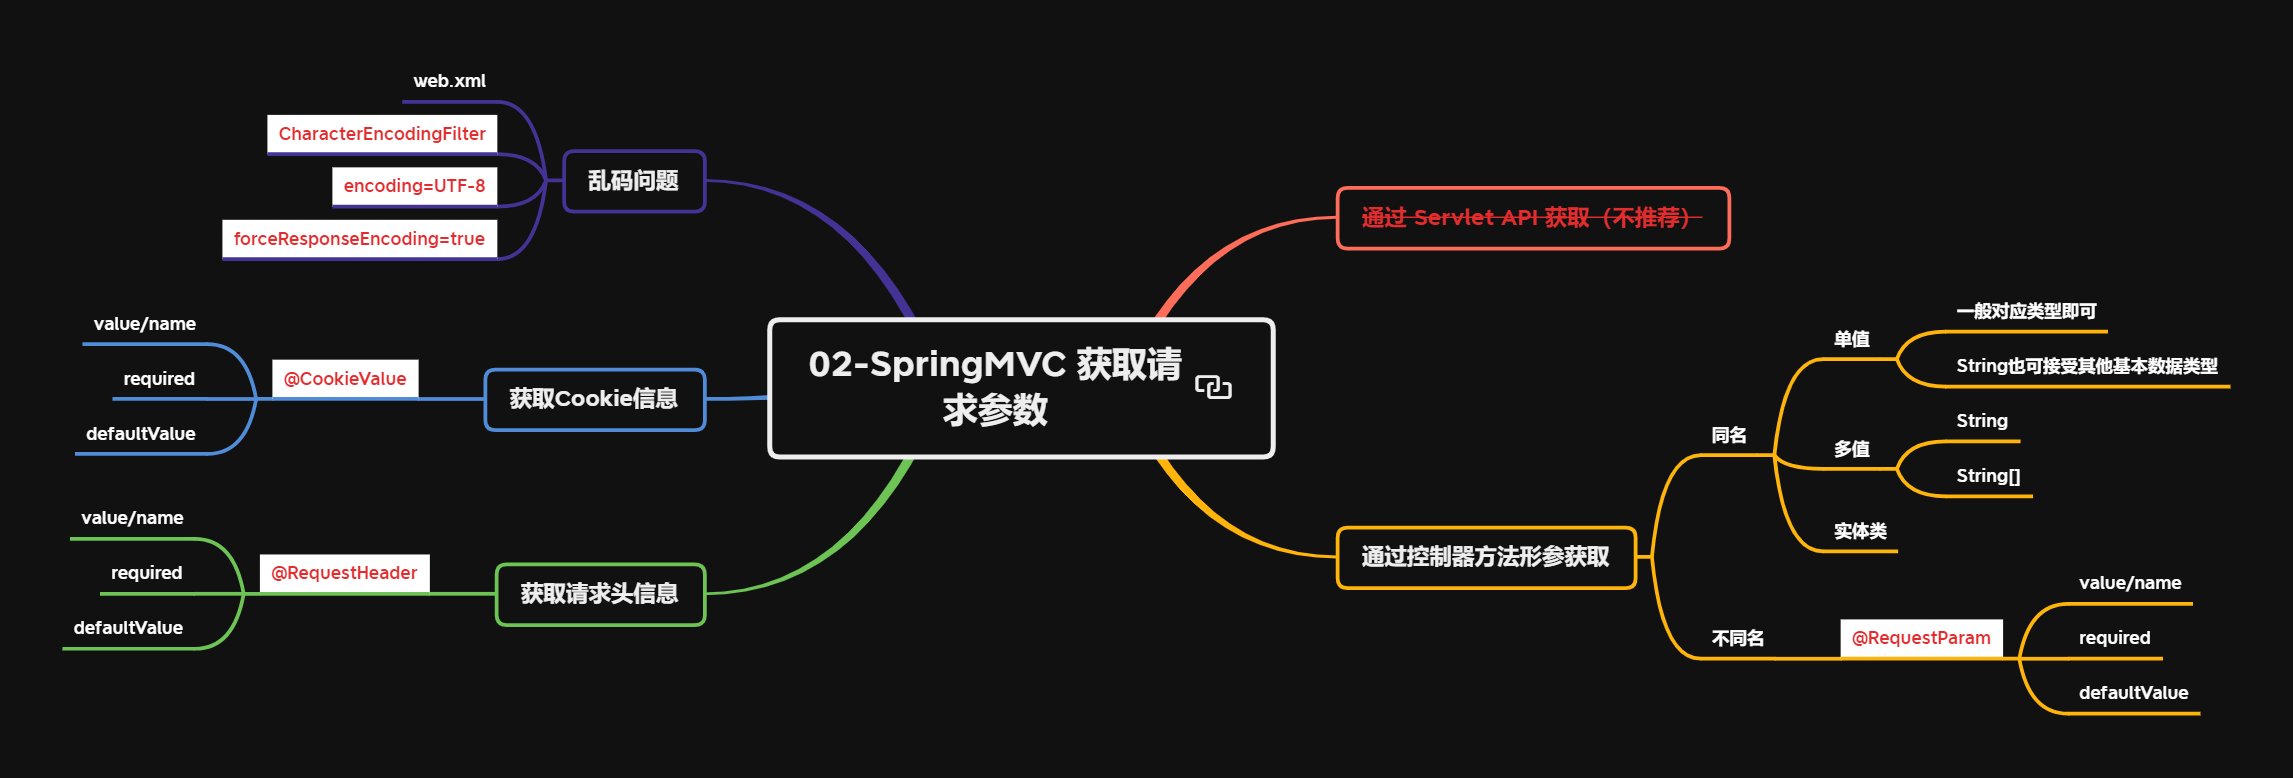 02-SpringMVC 获取请
求参数
通过 Servlet API 获取（不推荐）
通过控制器方法形参获取
同名
单值
一般对应类型即可
String也可接受其他基本数据类型
多值
String
String[]
实体类
不同名
@RequestParam
value/name
required
defaultValue
乱码问题
web.xml
CharacterEncodingFilter
encoding=UTF-8
forceResponseEncoding=true
获取Cookie信息
@CookieValue
value/name
required
defaultValue
获取请求头信息
@RequestHeader
value/name
required
defaultValue